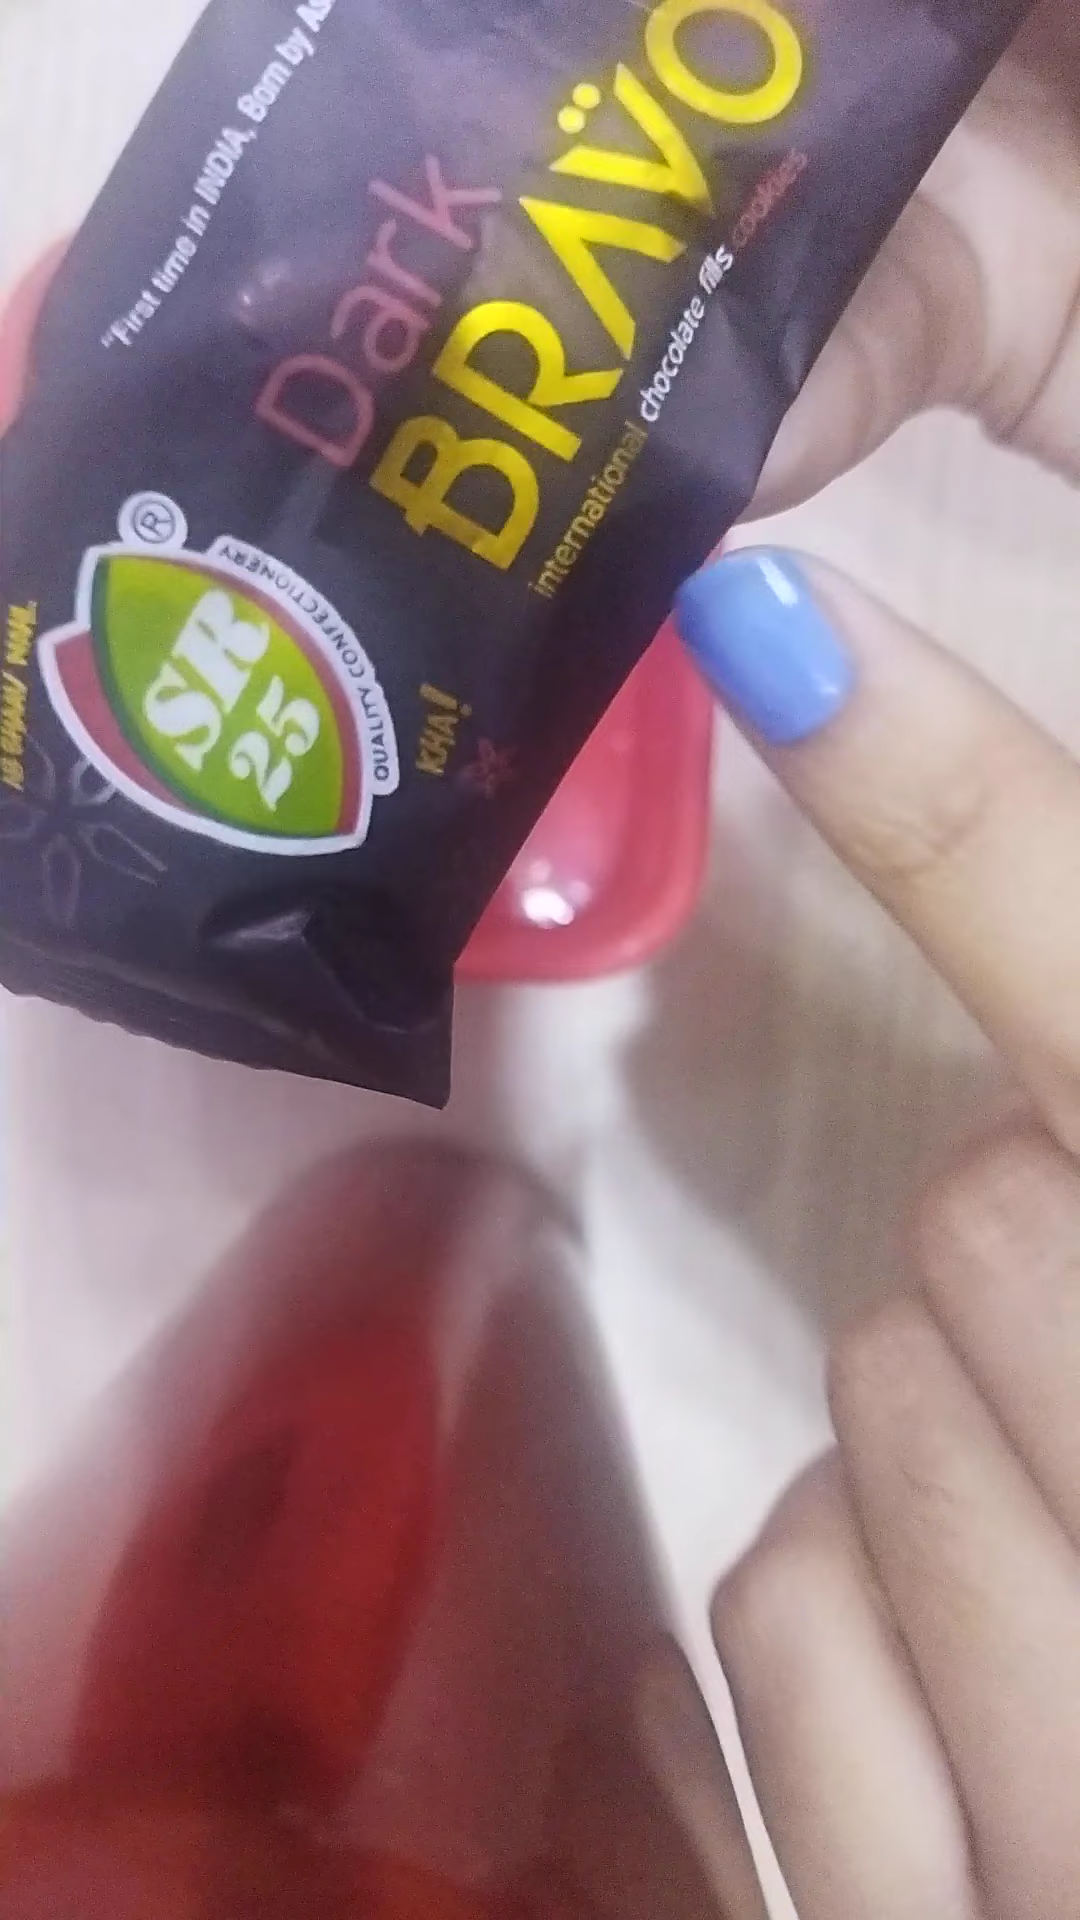 "First time in INDIA, Born by
Dark
BRAVO
international chocolate fills cookies
®
QUALITY CONFECTIONERY
SR
25
KHA!